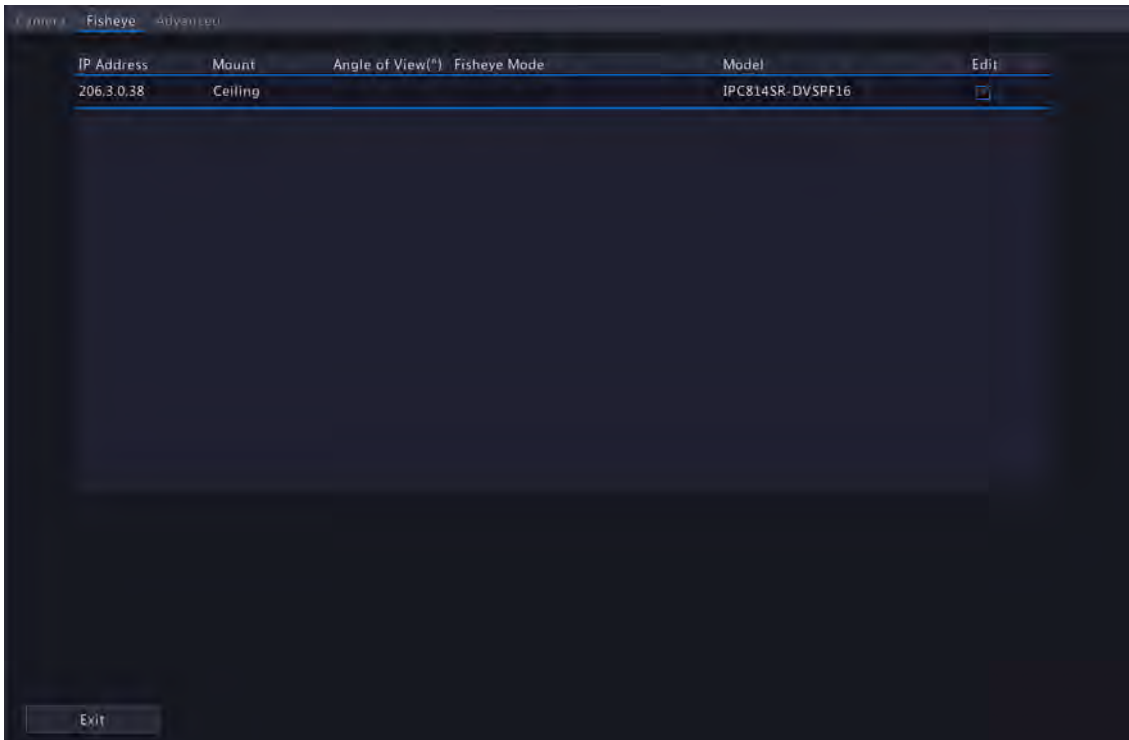 Camera Fisheye Advanced
IP Address Mount Angle of View(°) Fisheye Mode Model Edit
206.3.0.38 Ceiling IPC814SR-DVSPF16
Exit